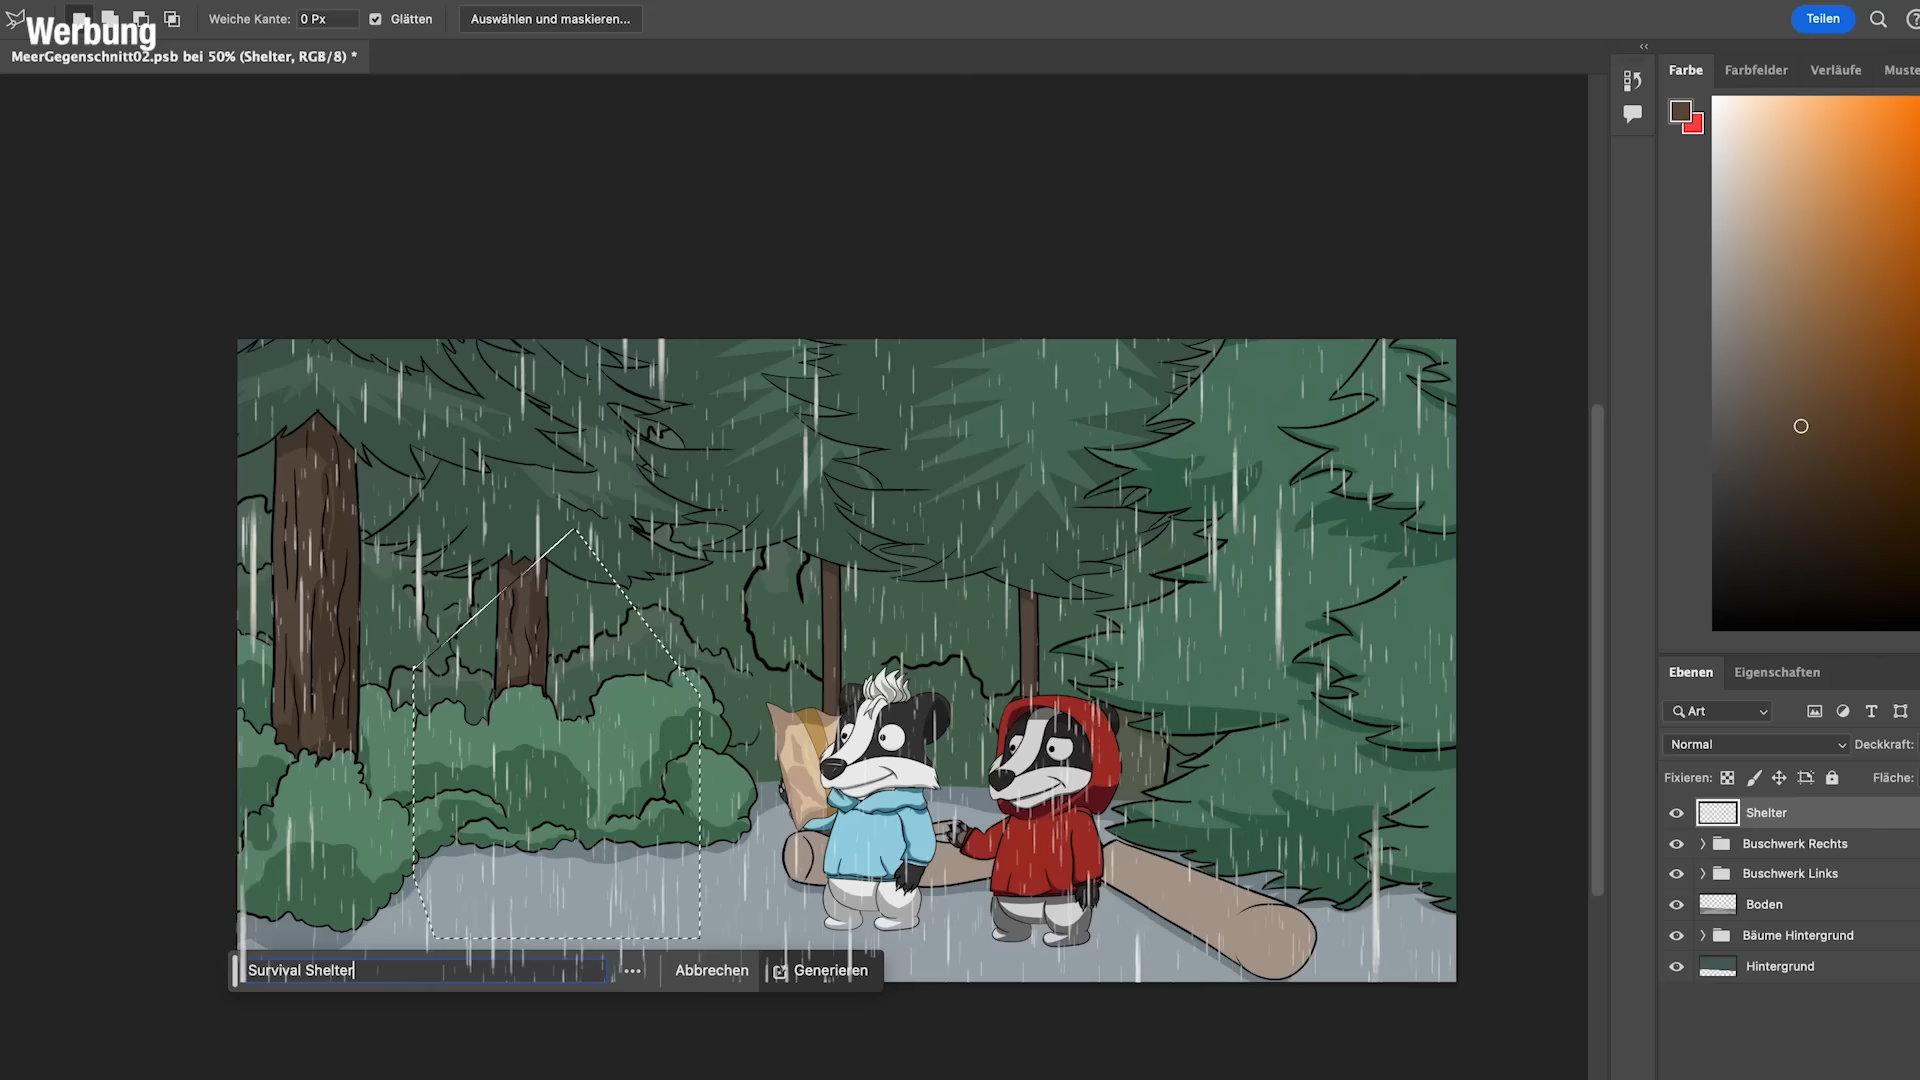 Werbung
Weiche Kante: 0 Px
Glätten
Auswählen und maskieren...
Teilen
MeerGegenschnitt02.psb bei 50% (Shelter, RGB/8) *
Farbe
Farbfelder
Verläufe
Muste
Ebenen
Eigenschaften
Art
Normal
Deckkraft:
Fixieren:
Fläche:
Shelter
Buschwerk Rechts
Buschwerk Links
Boden
Bäume Hintergrund
Hintergrund
Survival Shelter
Abbrechen
Generieren